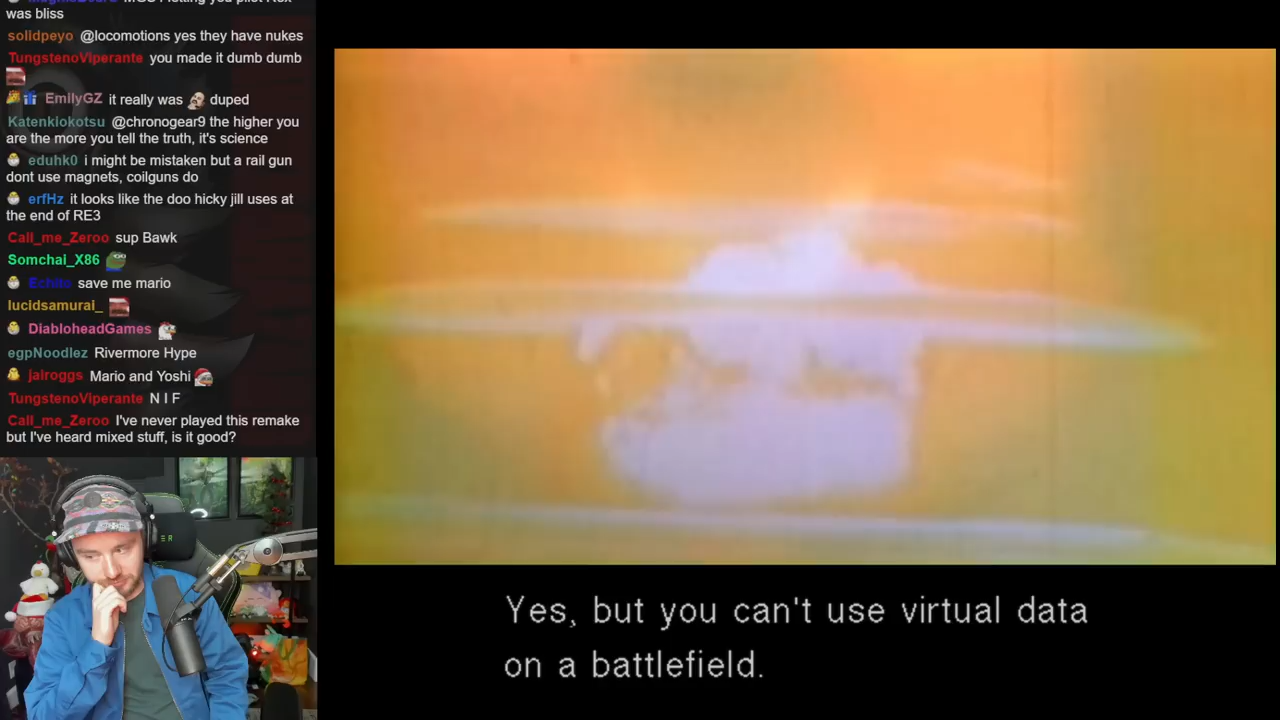 was bliss
solidpeyo @locomotions yes they have nukes
TungstenoViperante you made it dumb dumb
EmilyGZ it really was duped
Katenkiokotsu @chronogear9 the higher you
are the more you tell the truth, it's science
eduhk0 i might be mistaken but a rail gun
dont use magnets, coilguns do
erfHz it looks like the doo hicky jill uses at
the end of RE3
Call_me_Zeroo sup Bawk
Somchai_X86
Echilo save me mario
lucidsamurai_
DiabloheadGames
egpNoodlez Rivermore Hype
jalroggs Mario and Yoshi
TungstenoViperante N I F
Call_me_Zeroo I've never played this remake
but I've heard mixed stuff, is it good?
Yes, but you can't use virtual data
on a battlefield.